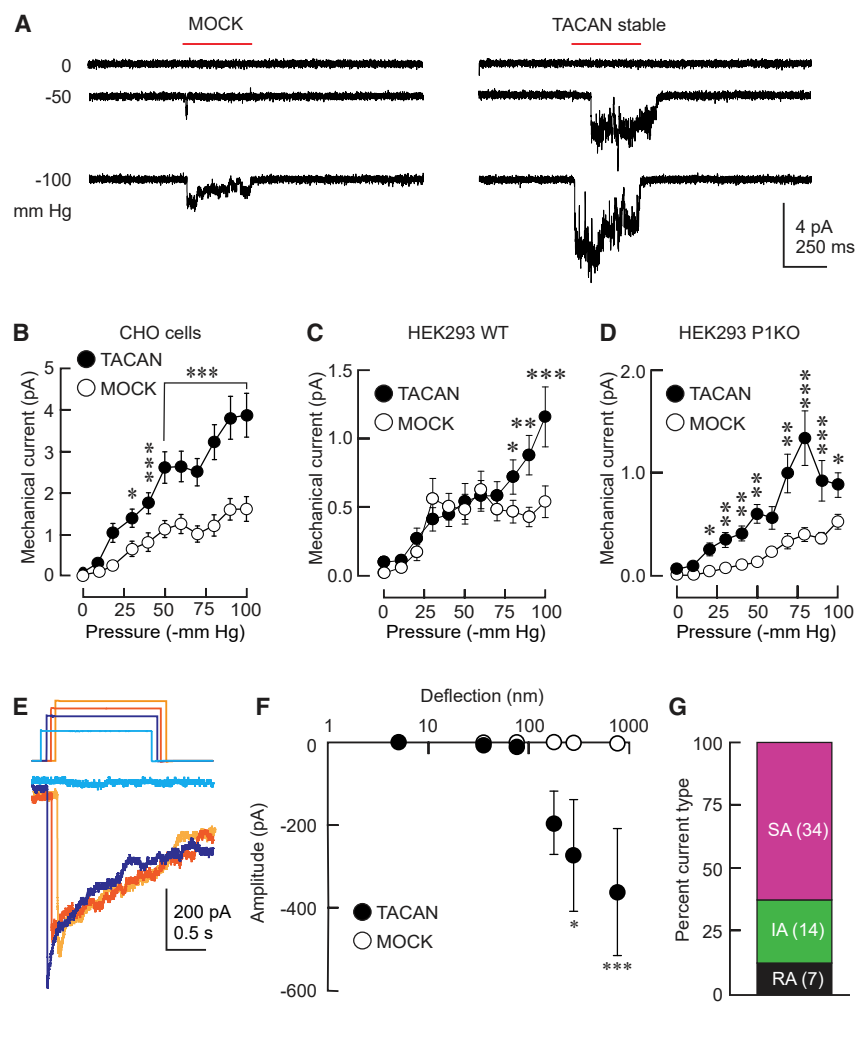 A
MOCK
TACAN stable
0
-50
-100
mm Hg
4 pA
250 ms
B
CHO cells
TACAN
MOCK
***
*
***
Mechanical current (pA)
5
4
3
2
1
0
0 25 50 75 100
Pressure (-mm Hg)
C
HEK293 WT
TACAN
MOCK
*
**
***
Mechanical current (pA)
1.5
1.0
0.5
0.0
0 25 50 75 100
Pressure (-mm Hg)
D
HEK293 P1KO
TACAN
MOCK
*
**
**
**
**
***
***
*
Mechanical current (pA)
2.0
1.0
0.0
0 25 50 75 100
Pressure (-mm Hg)
E
200 pA
0.5 s
F
Deflection (nm)
1 10 100 1000
Amplitude (pA)
0
-200
-400
-600
TACAN
MOCK
*
***
G
Percent current type
100
75
50
25
0
SA (34)
IA (14)
RA (7)